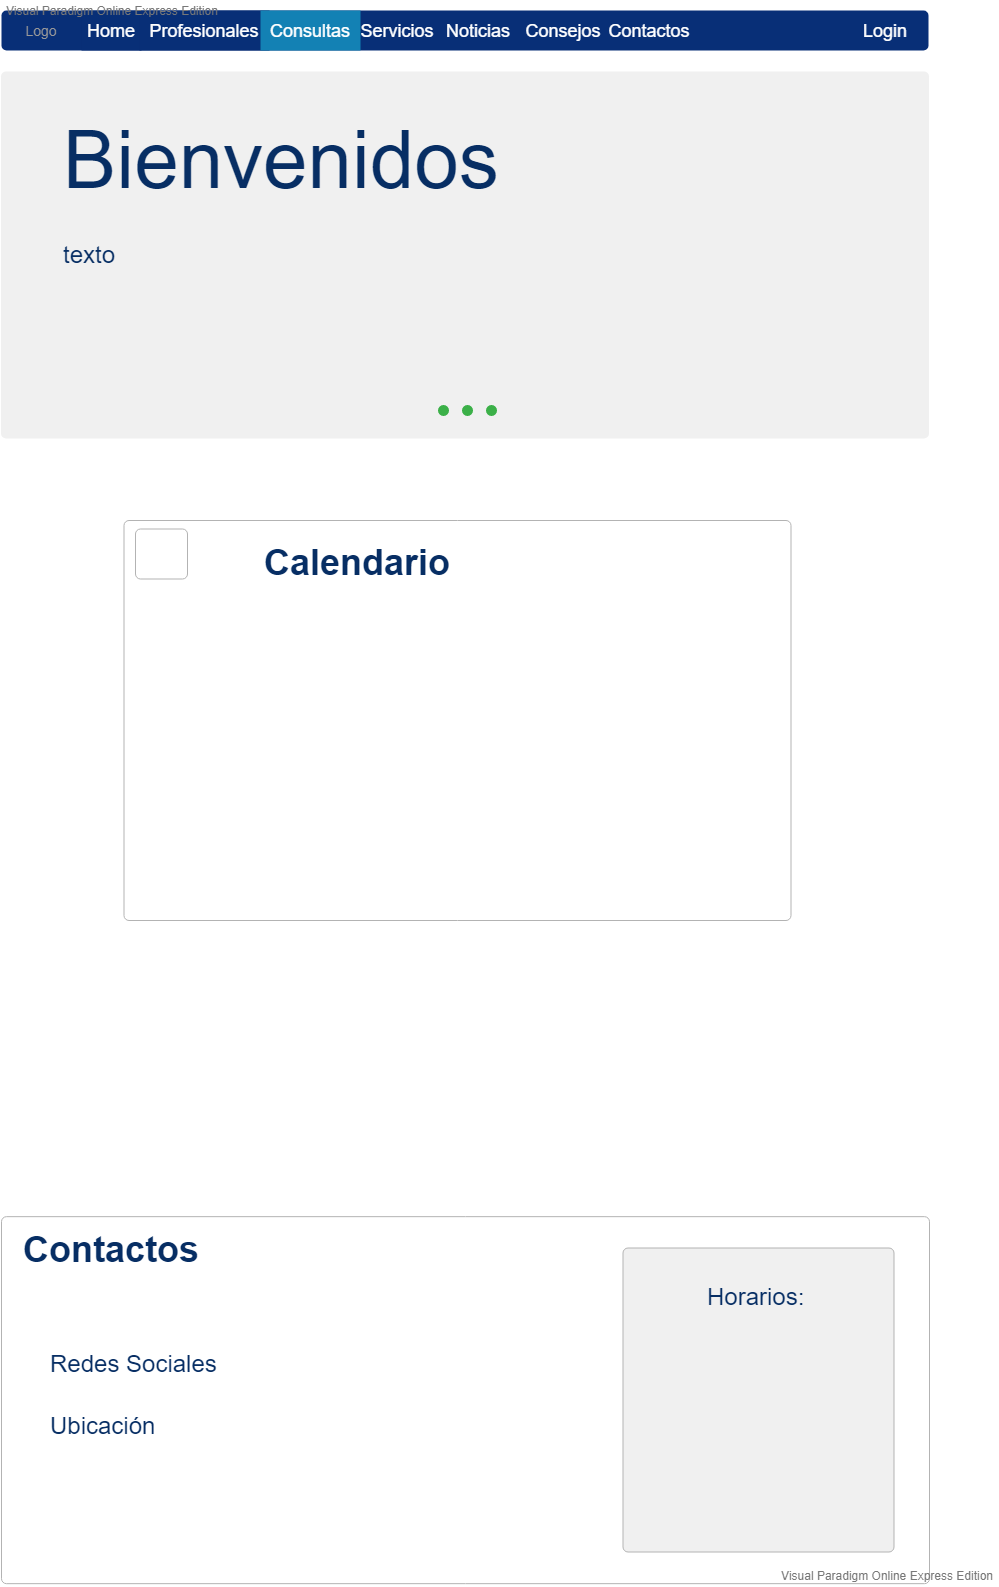 Visual Paradigm Online Express Edition
Logo Home Profesionales Consultas Servicios Noticias Consejos Contactos Login
Bienvenidos
texto
Calendario
Contactos
Horarios:
Redes Sociales
Ubicación
Visual Paradigm Online Express Edition